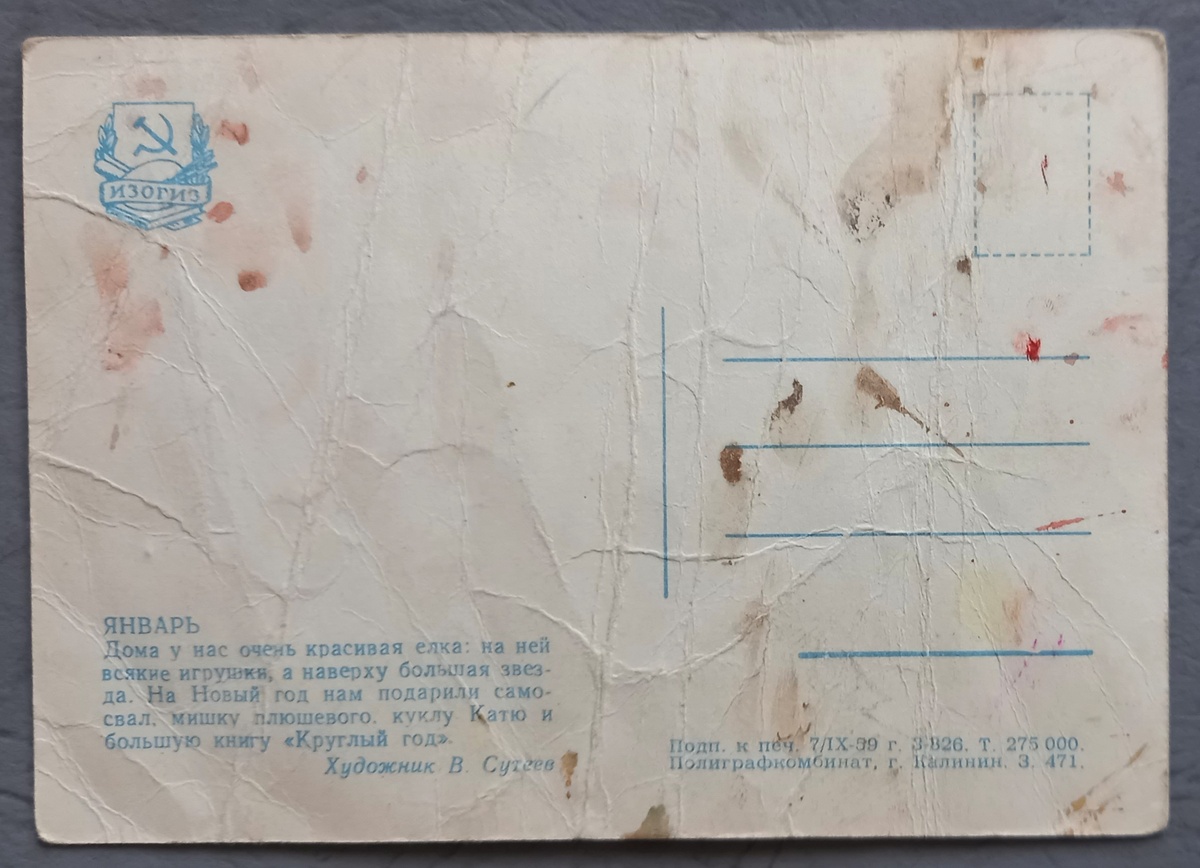 ИЗОГИЗ
ЯНВАРЬ
Дома у нас очень красивая елка: на ней
всякие игрушки, а наверху большая звез-
да. На Новый год нам подарили само-
свал, мишку плюшевого, куклу Катю и
большую книгу «Круглый год».
Художник В. Сутеев
Подп. к печ. 7/IX-59 г. 3-826. Т. 275 000.
Полиграфкомбинат, г. Калинин. З. 471.